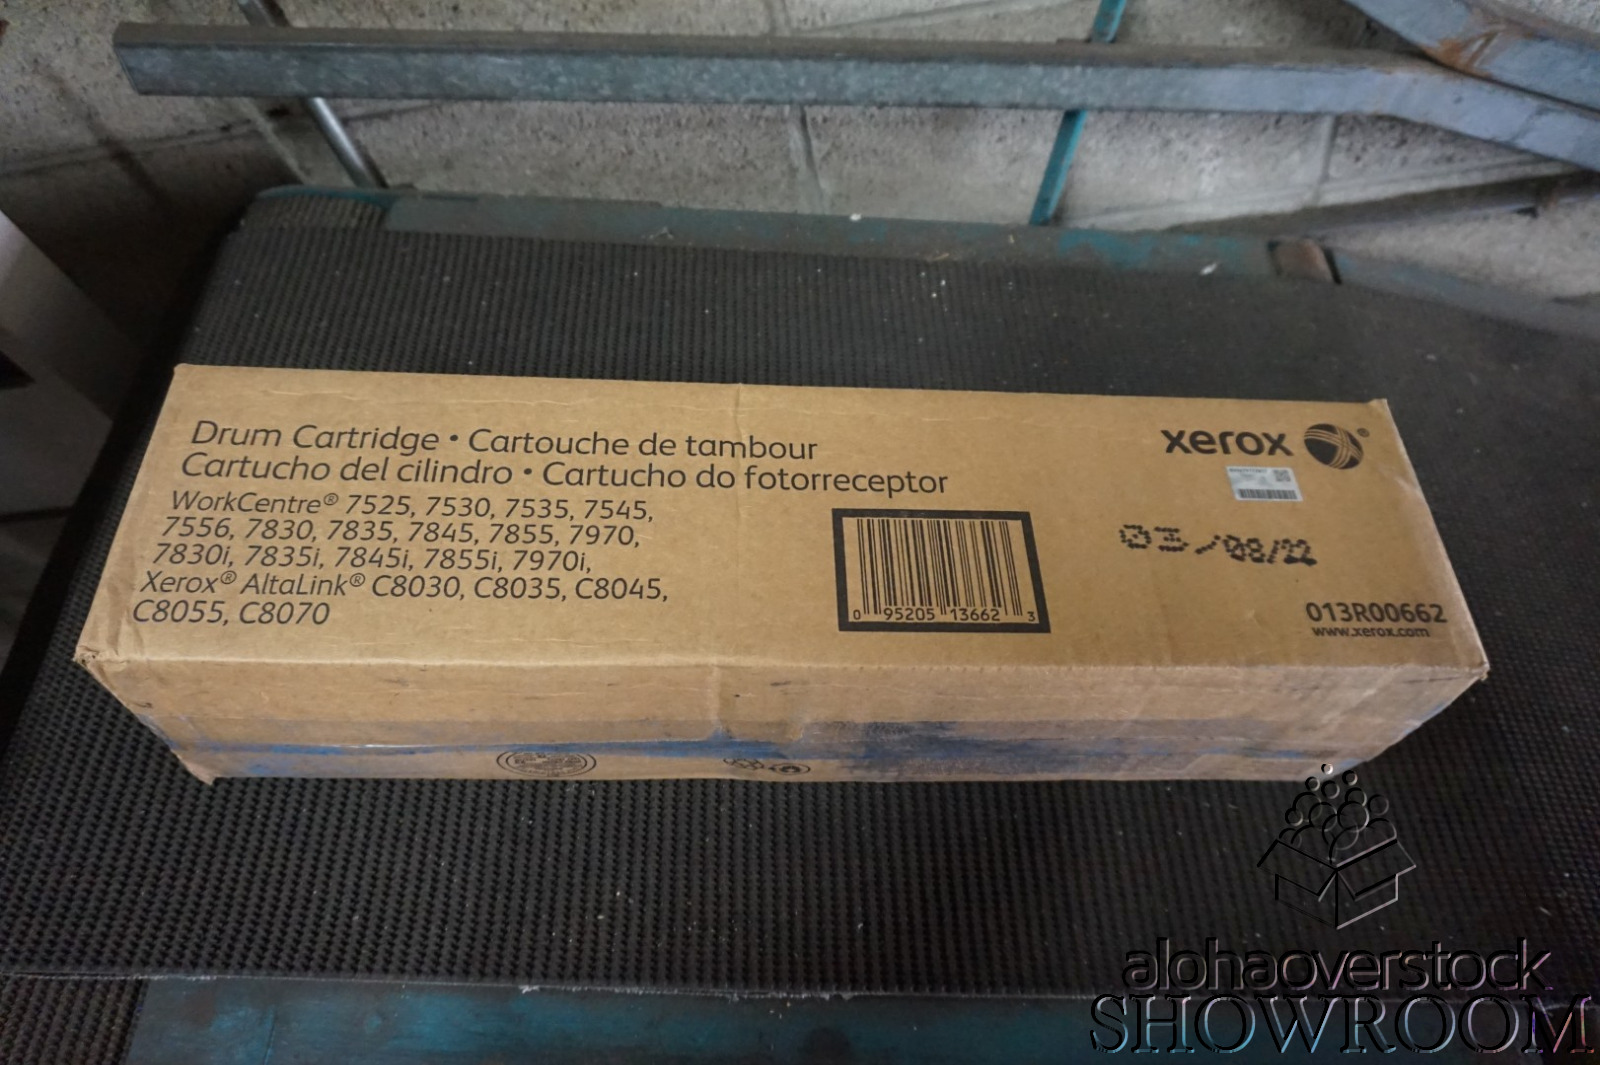 Drum Cartridge • Cartouche de tambour
Cartucho del cilindro • Cartucho do fotorreceptor
WorkCentre® 7525, 7530, 7535, 7545,
7556, 7830, 7835, 7845, 7855, 7970,
7830i, 7835i, 7845i, 7855i, 7970i,
Xerox® AltaLink® C8030, C8035, C8045,
C8055, C8070
xerox ®
0 95205 13662 3
03/08/22
013R00662
www.xerox.com
alohaoverstock
SHOWROOM